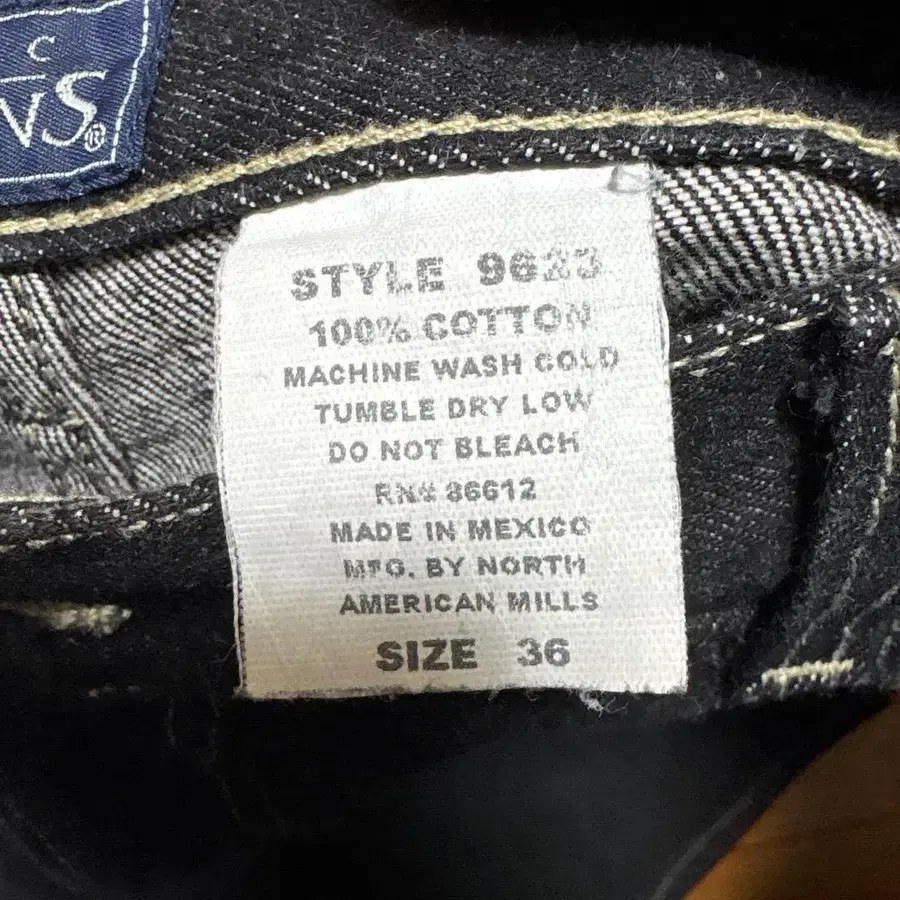 C
NS®
STYLE 9623
100% COTTON
MACHINE WASH COLD
TUMBLE DRY LOW
DO NOT BLEACH
RN# 86612
MADE IN MEXICO
MFG. BY NORTH
AMERICAN MILLS
SIZE 36